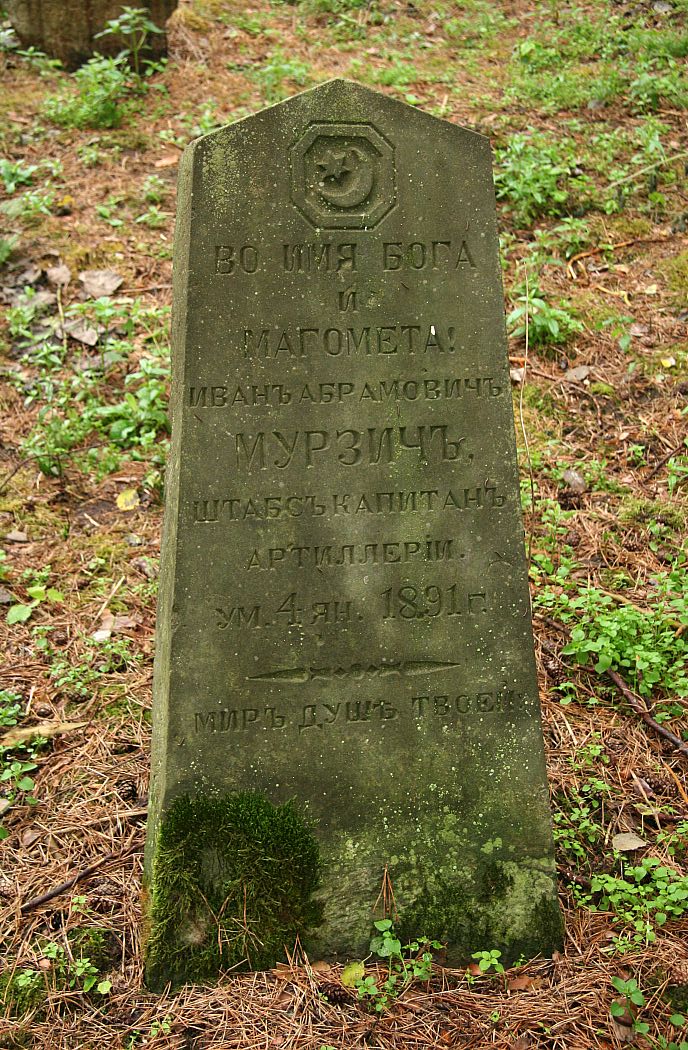 ВО ИМЯ БОГА
И
МАГОМЕТА!
ИВАНЪ АБРАМОВИЧЪ
МУРЗИЧЪ,
ШТАБСЪ КАПИТАНЪ
АРТИЛЛЕРІИ.
УМ. 4 ЯН. 1891 Г.
МИРЪ ДУШѢ ТВОЕЙ!